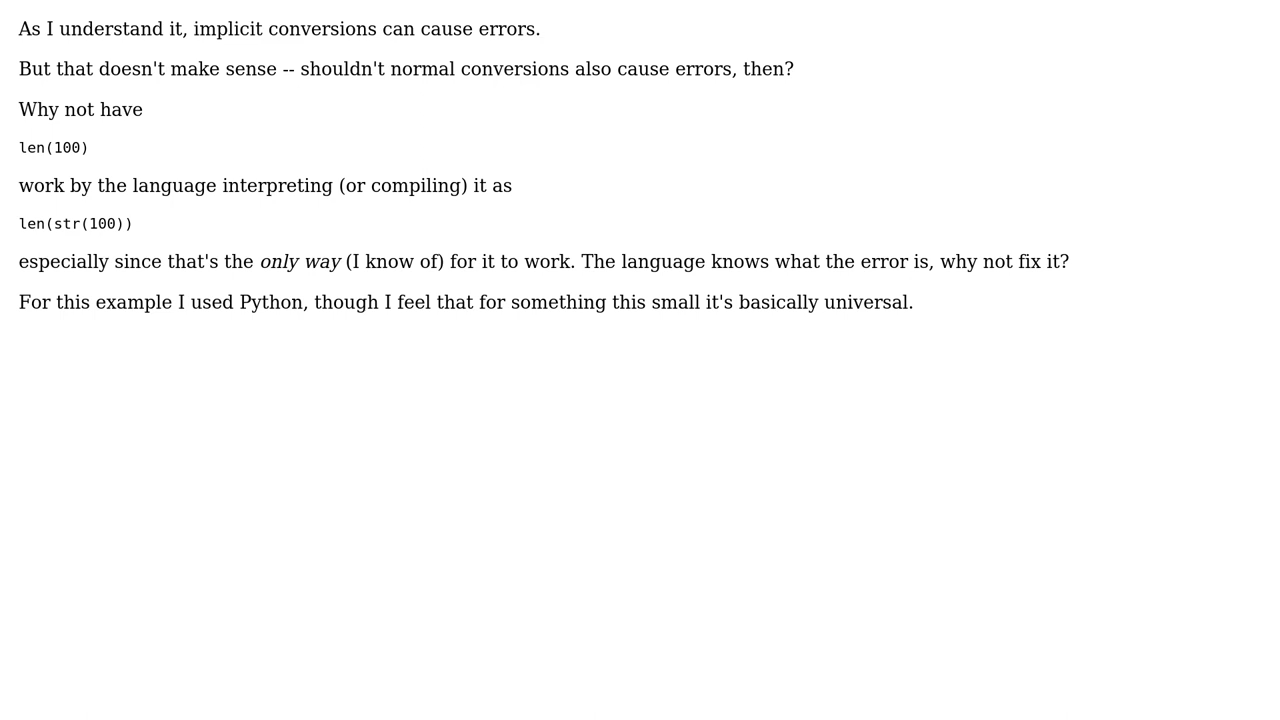 As I understand it, implicit conversions can cause errors.
But that doesn't make sense -- shouldn't normal conversions also cause errors, then?
Why not have
len(100)
work by the language interpreting (or compiling) it as
len(str(100))
especially since that's the only way (I know of) for it to work. The language knows what the error is, why not fix it?
For this example I used Python, though I feel that for something this small it's basically universal.